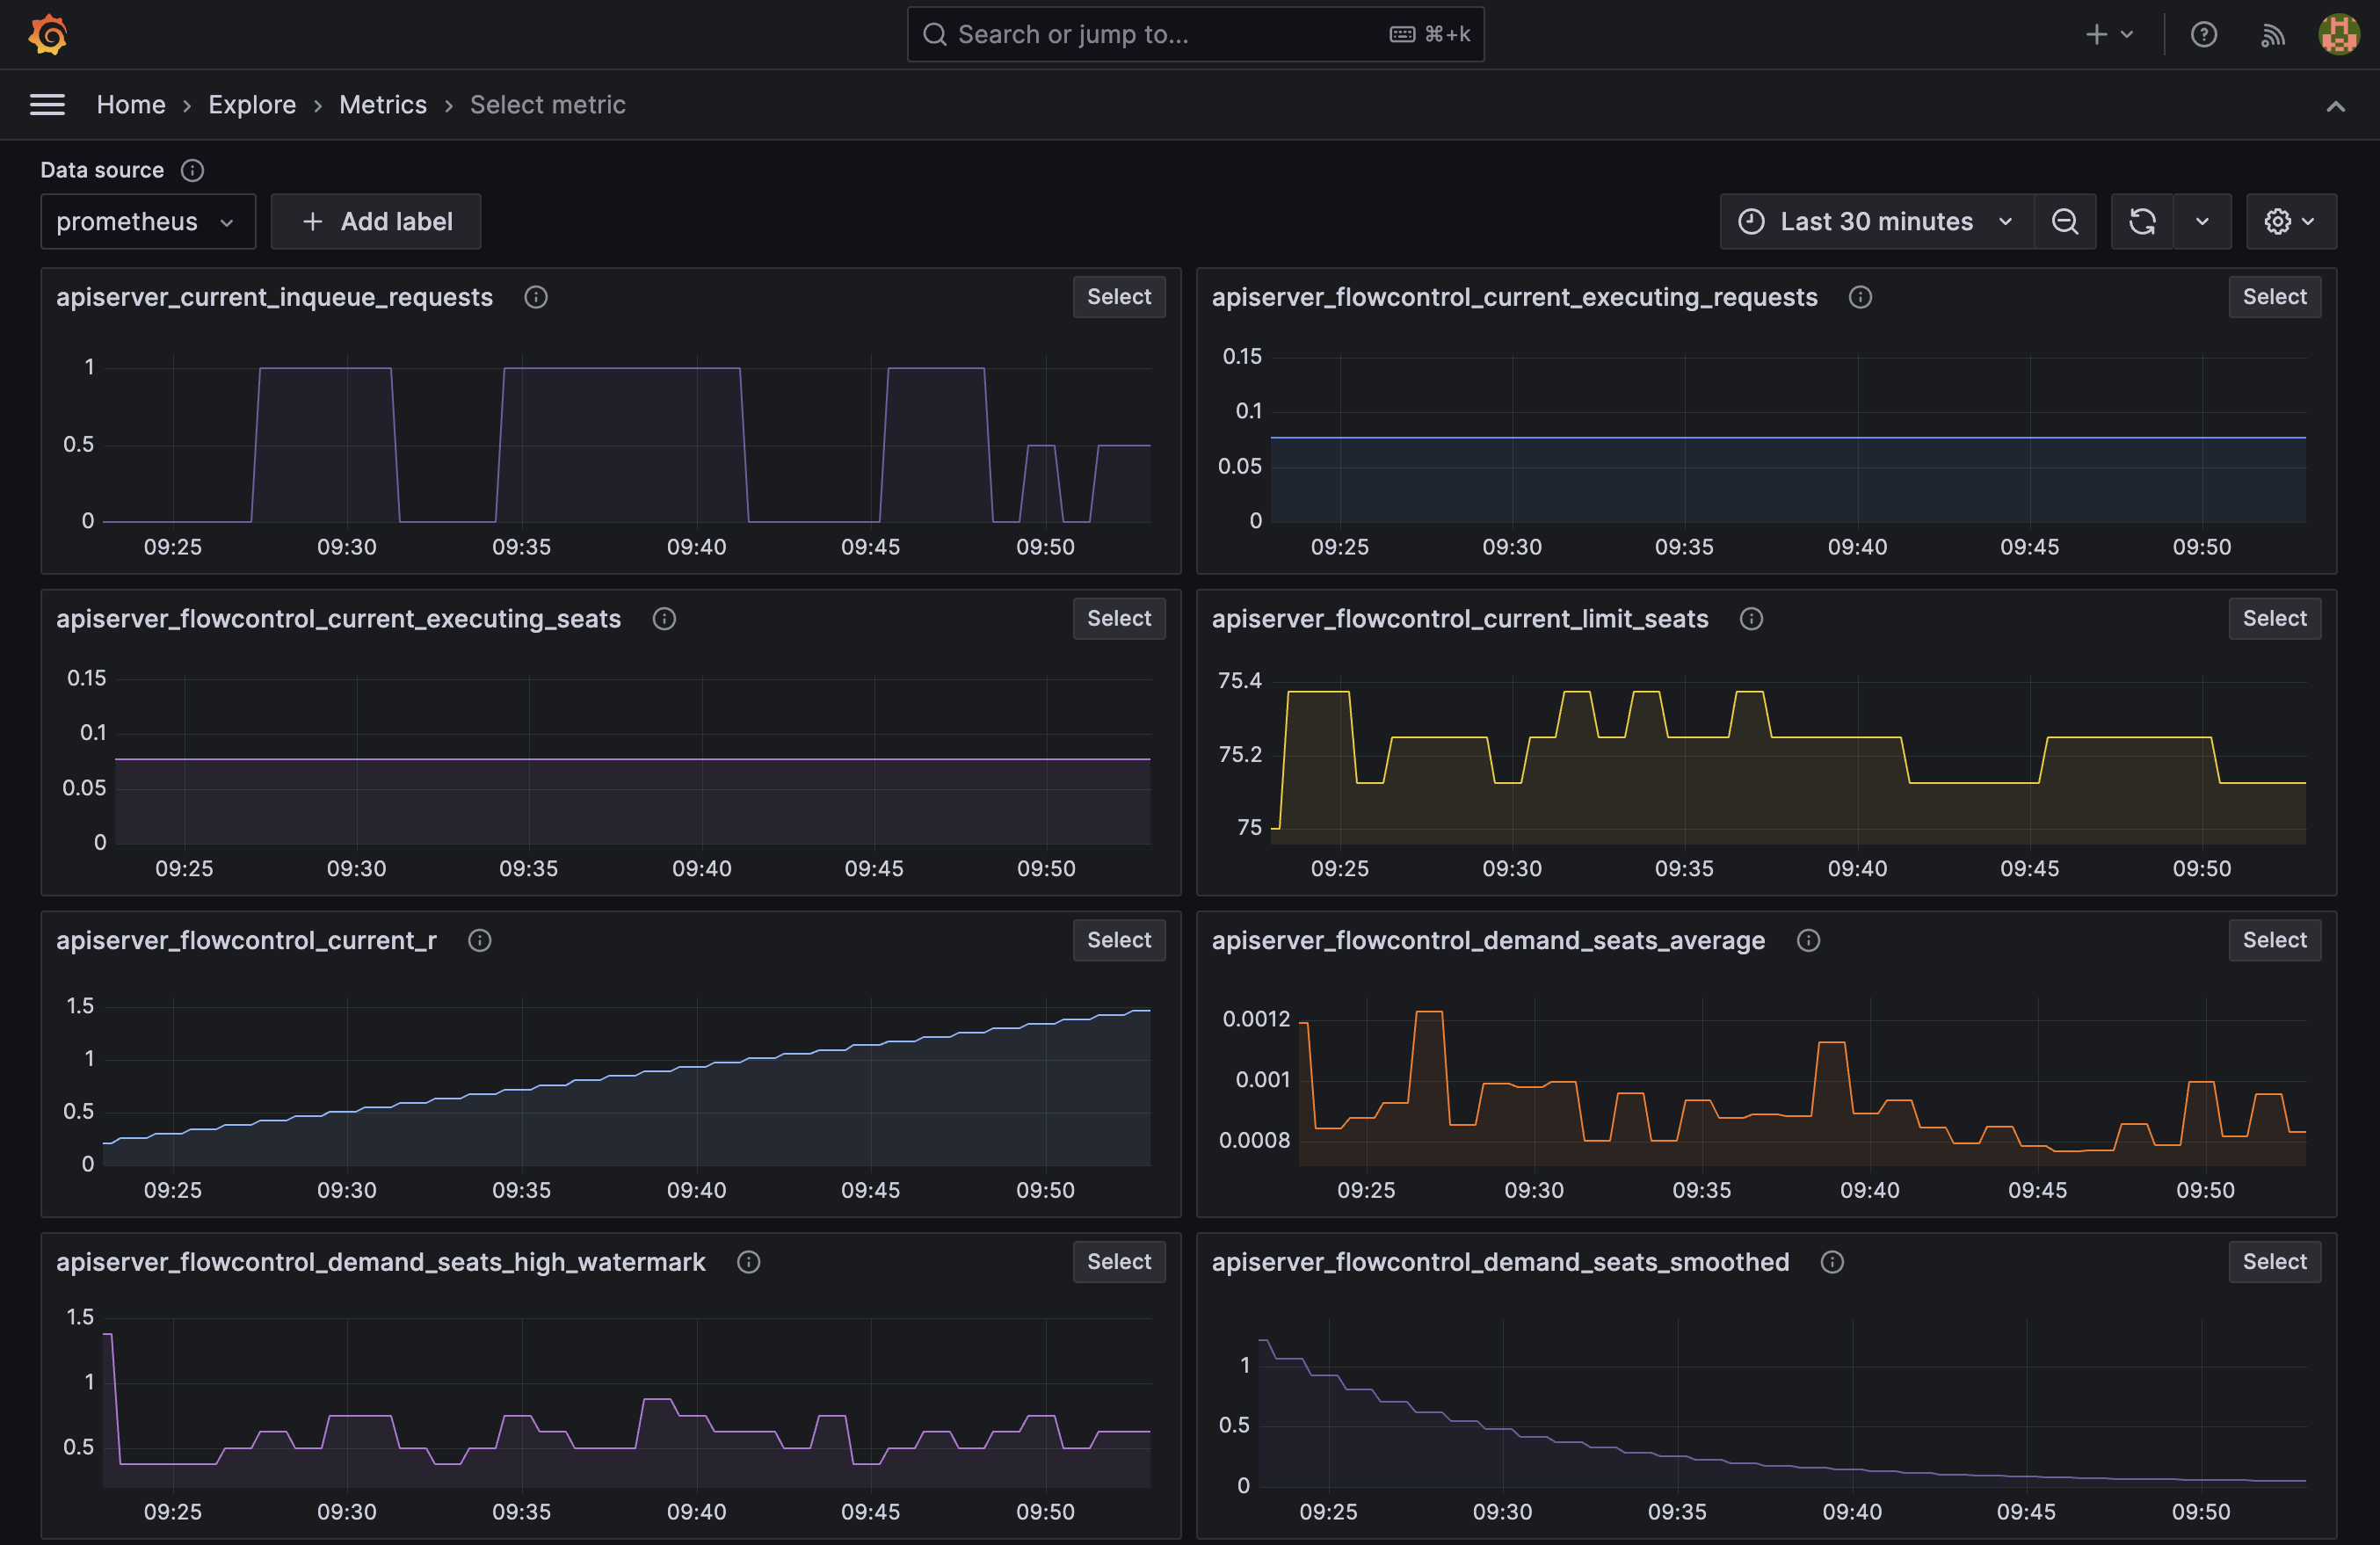 Search or jump to... ⌘+k
Home › Explore › Metrics › Select metric
Data source
prometheus
+ Add label
Last 30 minutes
apiserver_current_inqueue_requests
Select
1
0.5
0
09:25 09:30 09:35 09:40 09:45 09:50
apiserver_flowcontrol_current_executing_requests
Select
0.15
0.1
0.05
0
09:25 09:30 09:35 09:40 09:45 09:50
apiserver_flowcontrol_current_executing_seats
Select
0.15
0.1
0.05
0
09:25 09:30 09:35 09:40 09:45 09:50
apiserver_flowcontrol_current_limit_seats
Select
75.4
75.2
75
09:25 09:30 09:35 09:40 09:45 09:50
apiserver_flowcontrol_current_r
Select
1.5
1
0.5
0
09:25 09:30 09:35 09:40 09:45 09:50
apiserver_flowcontrol_demand_seats_average
Select
0.0012
0.001
0.0008
09:25 09:30 09:35 09:40 09:45 09:50
apiserver_flowcontrol_demand_seats_high_watermark
Select
1.5
1
0.5
09:25 09:30 09:35 09:40 09:45 09:50
apiserver_flowcontrol_demand_seats_smoothed
Select
1
0.5
0
09:25 09:30 09:35 09:40 09:45 09:50